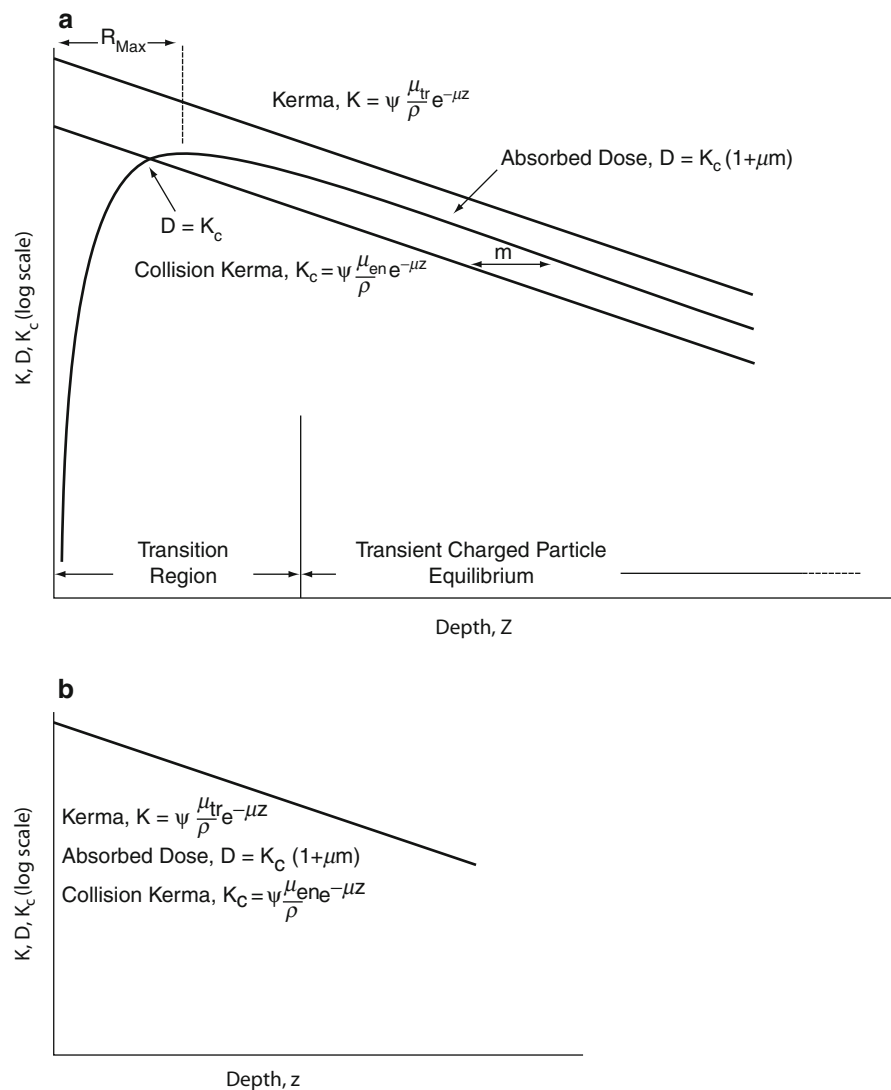 a
R_Max
Kerma, K = ψ μ_tr/ρ e^−μz
Absorbed Dose, D = K_c (1+μm)
D = K_c
m
Collision Kerma, K_c = ψ μ_en/ρ e^−μz
K, D, K_c (log scale)
Transition
Region
Transient Charged Particle
Equilibrium
Depth, Z
b
Kerma, K = ψ μ_tr/ρ e^−μz
Absorbed Dose, D = K_c (1+μm)
Collision Kerma, K_c = ψ μ/ρ en e^−μz
K, D, K_c (log scale)
Depth, z